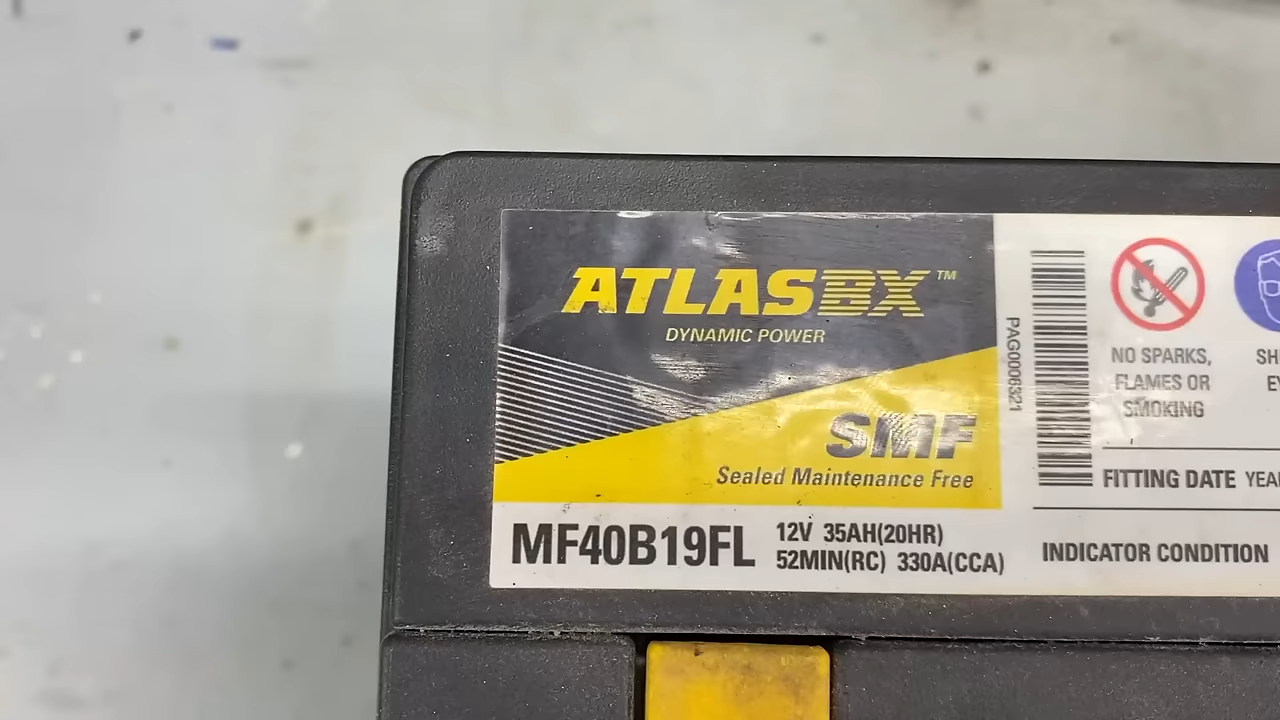 ATLASBX™
DYNAMIC POWER
SMF
Sealed Maintenance Free
MF40B19FL
12V 35AH(20HR)
52MIN(RC) 330A(CCA)
PAG0006321
NO SPARKS,
FLAMES OR
SMOKING
FITTING DATE
INDICATOR CONDITION